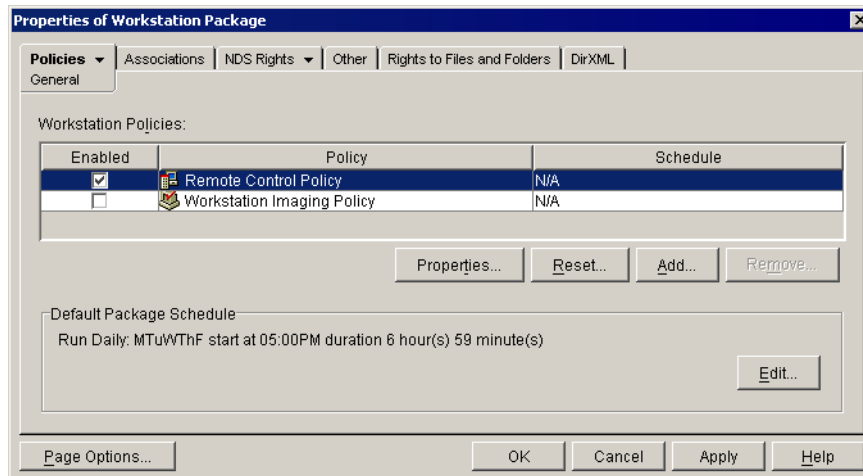 Properties of Workstation Package
Policies Associations NDS Rights Other Rights to Files and Folders DirXML
General
Workstation Policies:
Enabled Policy Schedule
Remote Control Policy N/A
Workstation Imaging Policy N/A
Properties... Reset... Add... Remove...
Default Package Schedule
Run Daily: MTuWThF start at 05:00PM duration 6 hour(s) 59 minute(s)
Edit...
Page Options... OK Cancel Apply Help